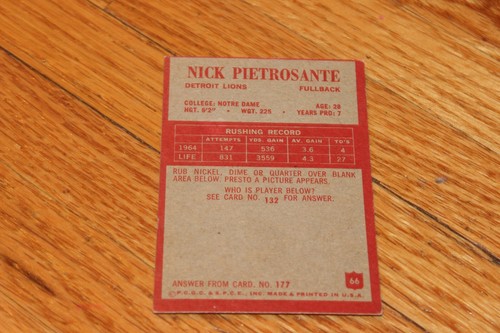 NICK PIETROSANTE
DETROIT LIONS FULLBACK
COLLEGE: NOTRE DAME AGE: 28
HGT. 6'2" • WGT. 225 • YEARS PRO: 7
RUSHING RECORD
ATTEMPTS YDS. GAIN AV. GAIN TD'S
1964 147 536 3.6 4
LIFE 831 3559 4.3 27
RUB NICKEL, DIME OR QUARTER OVER BLANK
AREA BELOW. PRESTO A PICTURE APPEARS.
WHO IS PLAYER BELOW?
SEE CARD NO. 132 FOR ANSWER:
66
ANSWER FROM CARD. NO. 177
© P.C.G.C. & P.F.C., INC. MADE & PRINTED IN U.S.A.